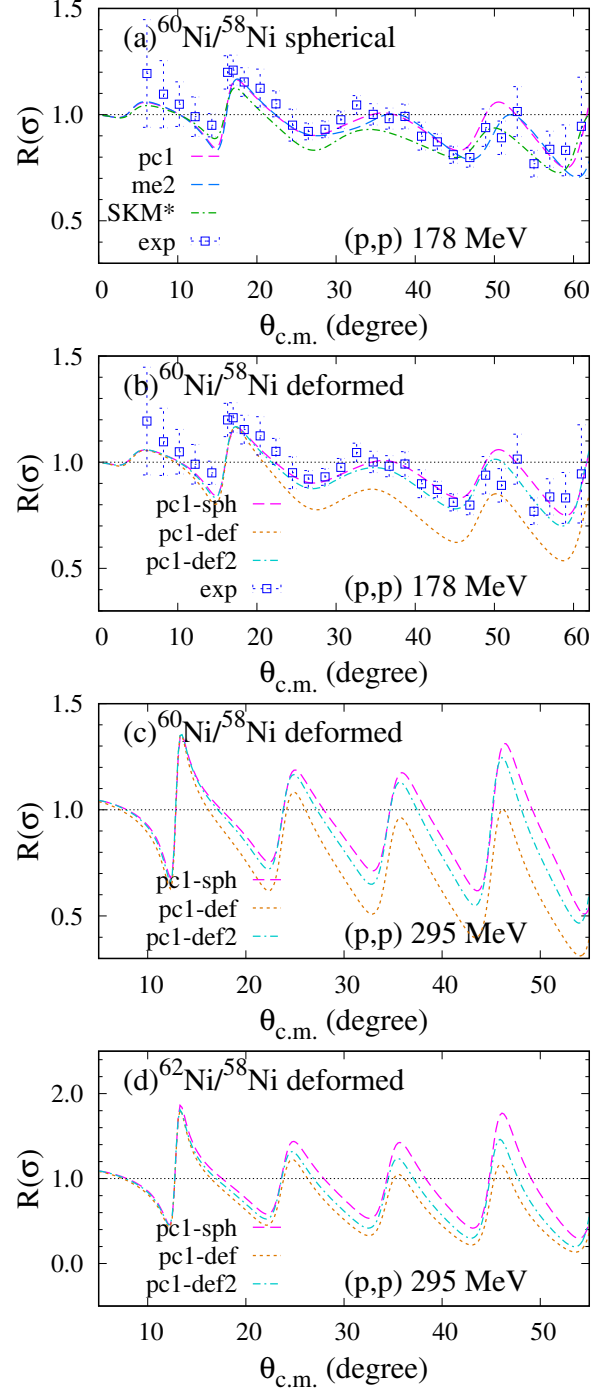 (a)⁶⁰Ni/⁵⁸Ni spherical
1.5
1.0
0.5
R(σ)
pc1
me2
SKM*
exp
(p,p) 178 MeV
0 10 20 30 40 50 60
θc.m. (degree)
(b)⁶⁰Ni/⁵⁸Ni deformed
1.5
1.0
0.5
R(σ)
pc1-sph
pc1-def
pc1-def2
exp
(p,p) 178 MeV
0 10 20 30 40 50 60
θc.m. (degree)
(c)⁶⁰Ni/⁵⁸Ni deformed
1.5
1.0
0.5
R(σ)
pc1-sph
pc1-def
pc1-def2
(p,p) 295 MeV
10 20 30 40 50
θc.m. (degree)
(d)⁶²Ni/⁵⁸Ni deformed
2.0
1.0
0.0
R(σ)
pc1-sph
pc1-def
pc1-def2
(p,p) 295 MeV
10 20 30 40 50
θc.m. (degree)